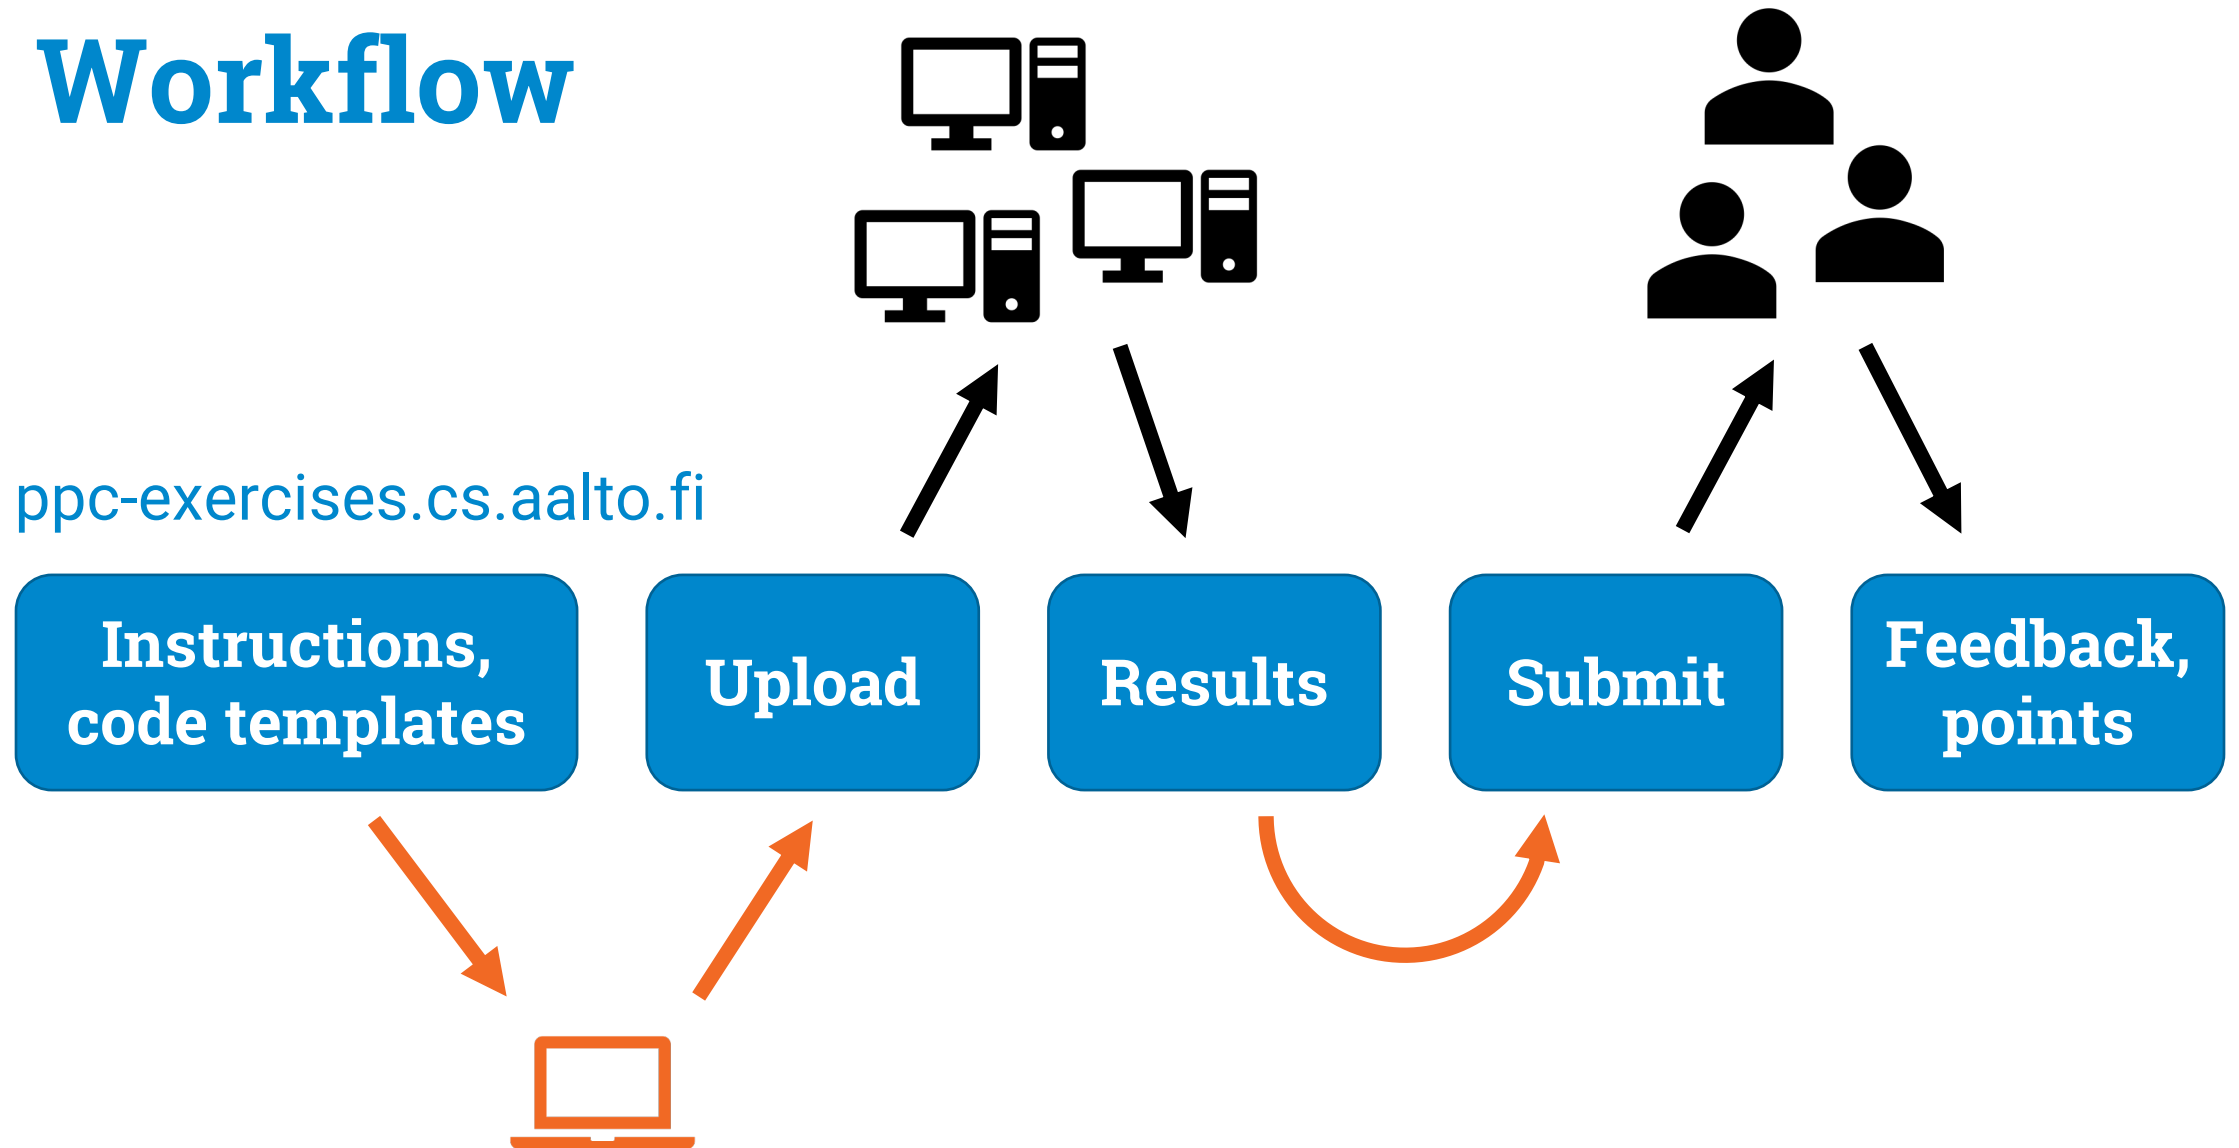 Workflow
ppc-exercises.cs.aalto.fi
Instructions,
code templates
Upload
Results
Submit
Feedback,
points